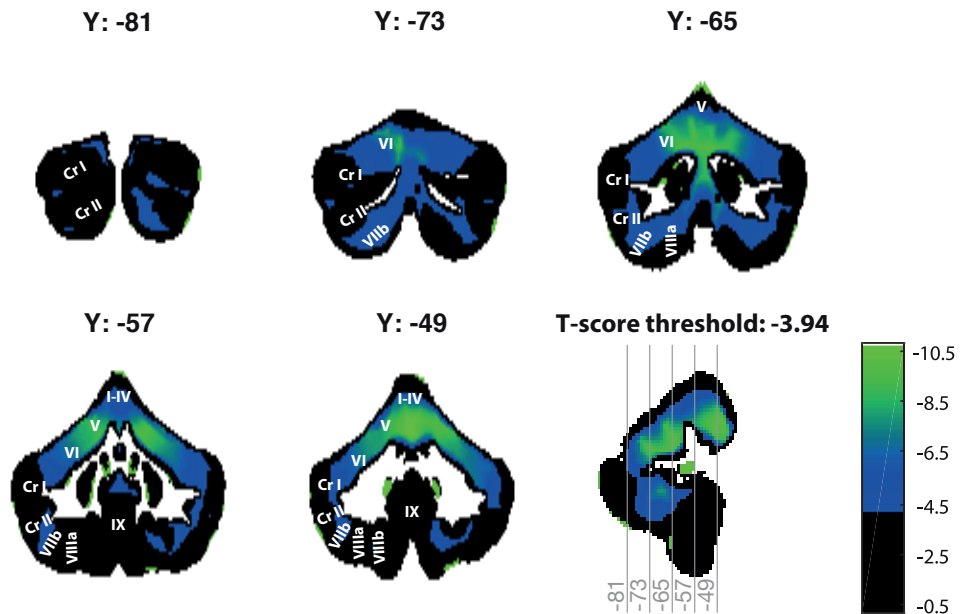 Y: -81
Y: -73
Y: -65
Cr I
Cr II
VI
Cr I
Cr II
VIIb
V
VI
Cr I
Cr II
VIIb
VIIIa
Y: -57
Y: -49
T-score threshold: -3.94
I-IV
V
VI
Cr I
Cr II
VIIb
VIIIa
IX
I-IV
V
VI
Cr I
Cr II
VIIb
VIIIa
VIIIb
IX
-81
-73
-65
-57
-49
-10.5
-8.5
-6.5
-4.5
-2.5
-0.5